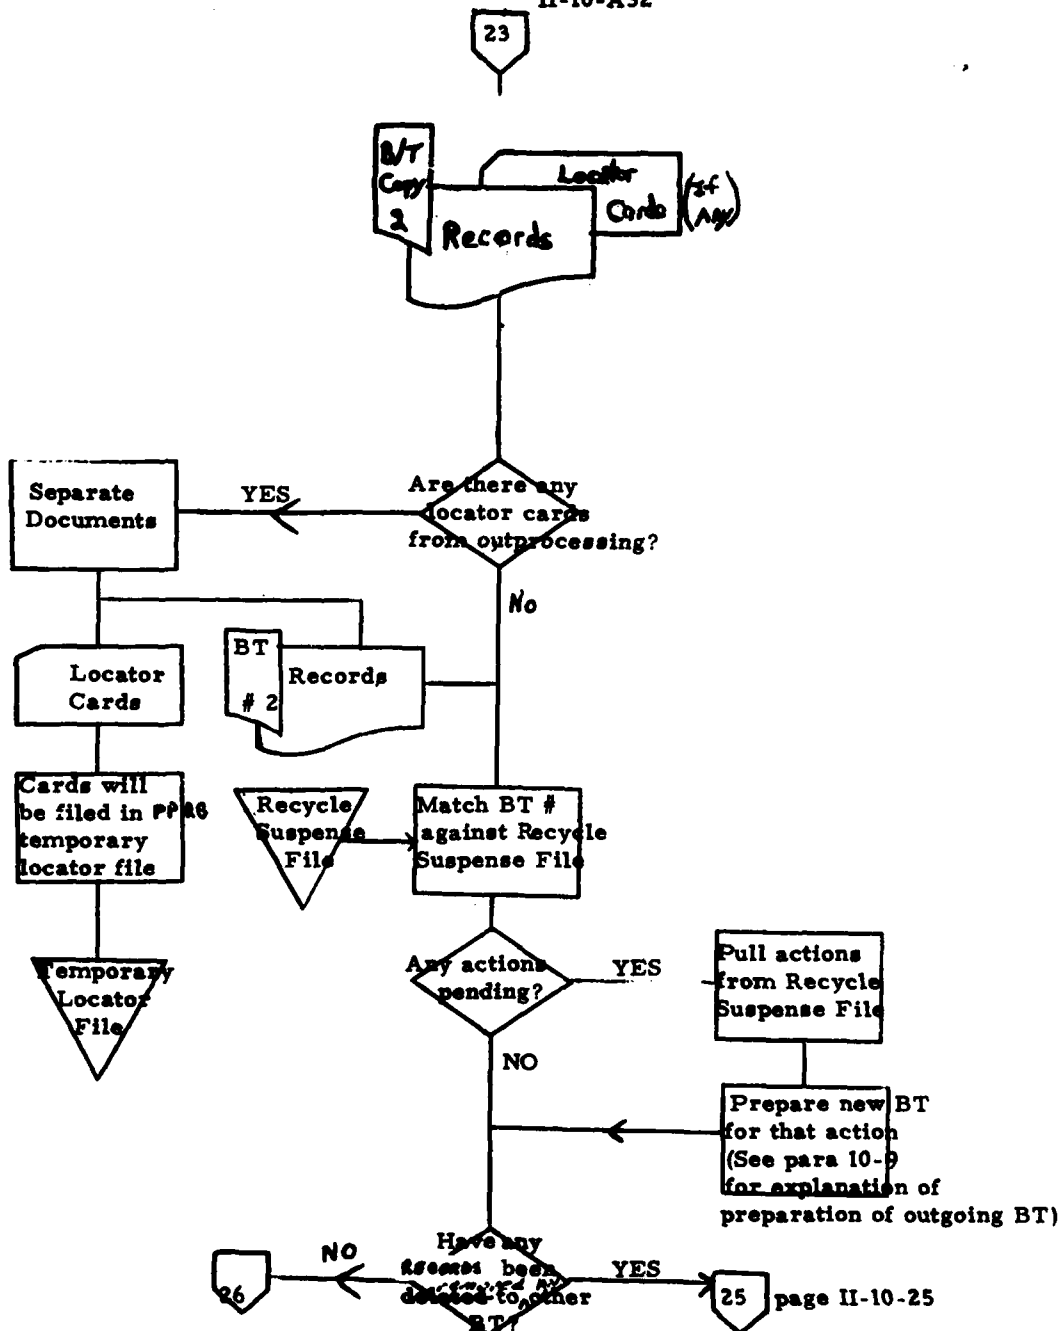 II-10-A32
23
B/T
Copy
2
Locator
Cards
(If
Any)
Records
Are there any
locator cards
from outprocessing?
YES
Separate
Documents
No
BT
# 2
Records
Locator
Cards
Cards will
be filed in
temporary
locator file
Recycle
Suspense
File
Match BT #
against Recycle
Suspense File
Temporary
Locator
File
Any actions
pending?
YES
Pull actions
from Recycle
Suspense File
NO
Prepare new BT
for that action
(See para 10-9
for explanation of
preparation of outgoing BT)
Have any
Records been
to other
BT?
NO
26
YES
25
page II-10-25